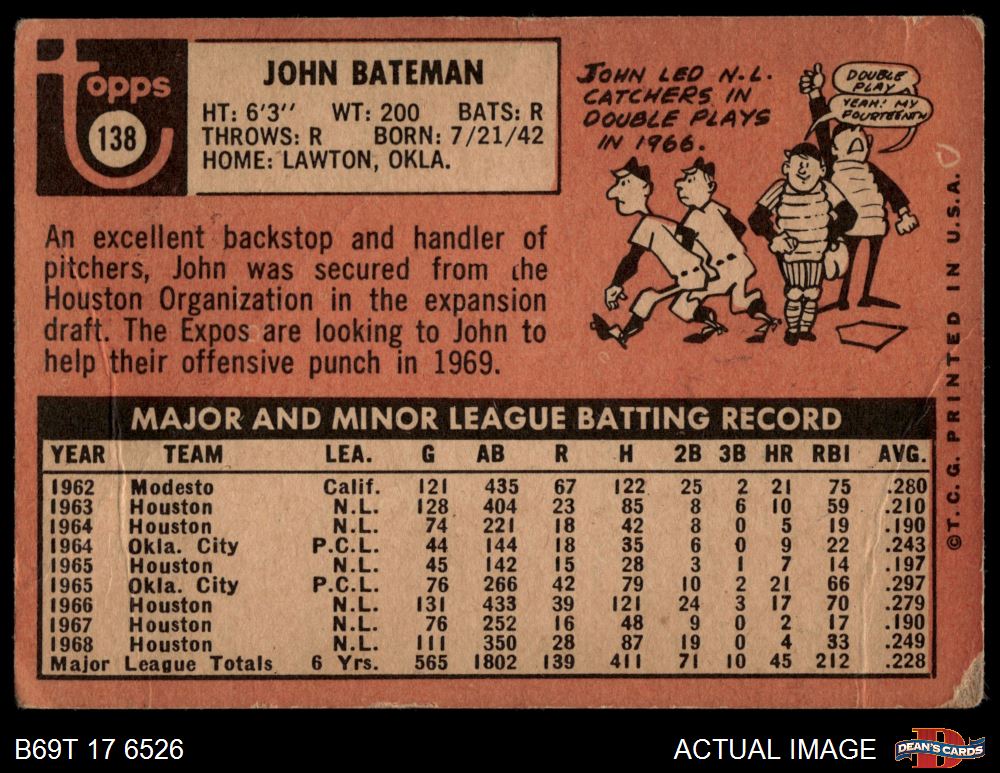 Topps
138
JOHN BATEMAN
HT: 6'3" WT: 200 BATS: R
THROWS: R BORN: 7/21/42
HOME: LAWTON, OKLA.
JOHN LED N.L.
CATCHERS IN
DOUBLE PLAYS
IN 1966.
DOUBLE
PLAY
YEAH! MY
FOURTEENTH
An excellent backstop and handler of
pitchers, John was secured from the
Houston Organization in the expansion
draft. The Expos are looking to John to
help their offensive punch in 1969.
MAJOR AND MINOR LEAGUE BATTING RECORD
YEAR TEAM LEA. G AB R H 2B 3B HR RBI AVG.
1962 Modesto Calif. 121 435 67 122 25 2 21 75 .280
1963 Houston N.L. 128 404 23 85 8 6 10 59 .210
1964 Houston N.L. 74 221 18 42 8 0 5 19 .190
1964 Okla. City P.C.L. 44 144 18 35 6 0 9 22 .243
1965 Houston N.L. 45 142 15 28 3 1 7 14 .197
1965 Okla. City P.C.L. 76 266 42 79 10 2 21 66 .297
1966 Houston N.L. 131 433 39 121 24 3 17 70 .279
1967 Houston N.L. 76 252 16 48 9 0 2 17 .190
1968 Houston N.L. 111 350 28 87 19 0 4 33 .249
Major League Totals 6 Yrs. 565 1802 139 411 71 10 45 212 .228
©T.C.G. PRINTED IN U.S.A.
B69T 17 6526
ACTUAL IMAGE
DEAN'S CARDS